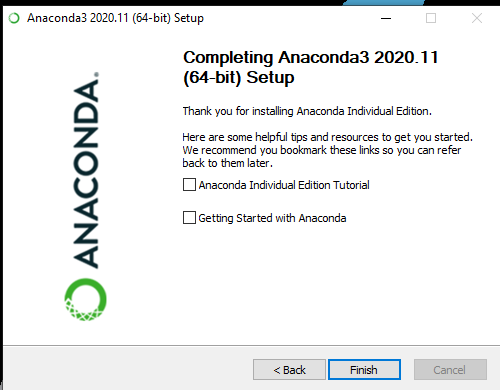 Anaconda3 2020.11 (64-bit) Setup
ANACONDA.
Completing Anaconda3 2020.11
(64-bit) Setup
Thank you for installing Anaconda Individual Edition.
Here are some helpful tips and resources to get you started.
We recommend you bookmark these links so you can refer
back to them later.
Anaconda Individual Edition Tutorial
Getting Started with Anaconda
< Back
Finish
Cancel